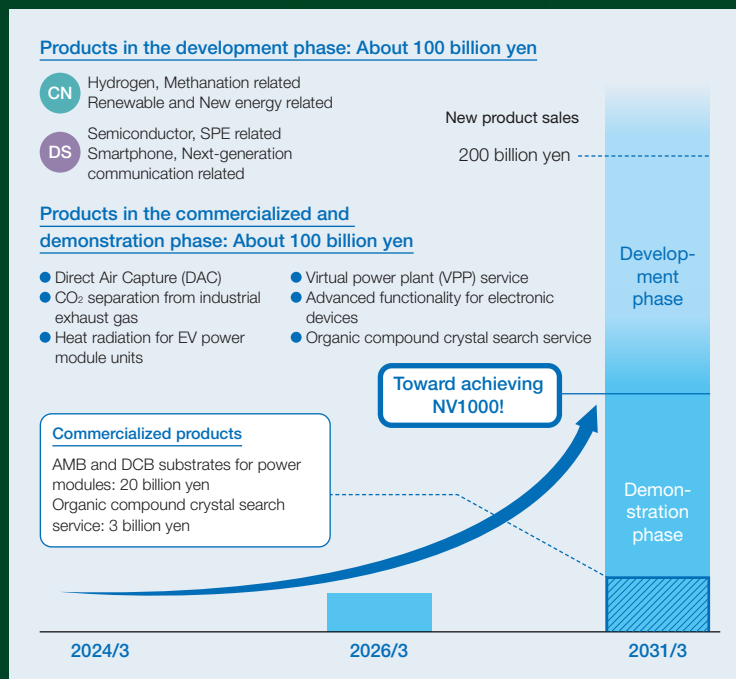 Products in the development phase: About 100 billion yen
CN
Hydrogen, Methanation related
Renewable and New energy related
DS
Semiconductor, SPE related
Smartphone, Next-generation
communication related
New product sales
200 billion yen
Products in the commercialized and
demonstration phase: About 100 billion yen
Direct Air Capture (DAC)
CO₂ separation from industrial
exhaust gas
Heat radiation for EV power
module units
Virtual power plant (VPP) service
Advanced functionality for electronic
devices
Organic compound crystal search service
Develop-
ment
phase
Toward achieving
NV1000!
Commercialized products
AMB and DCB substrates for power
modules: 20 billion yen
Organic compound crystal search
service: 3 billion yen
Demon-
stration
phase
2024/3
2026/3
2031/3